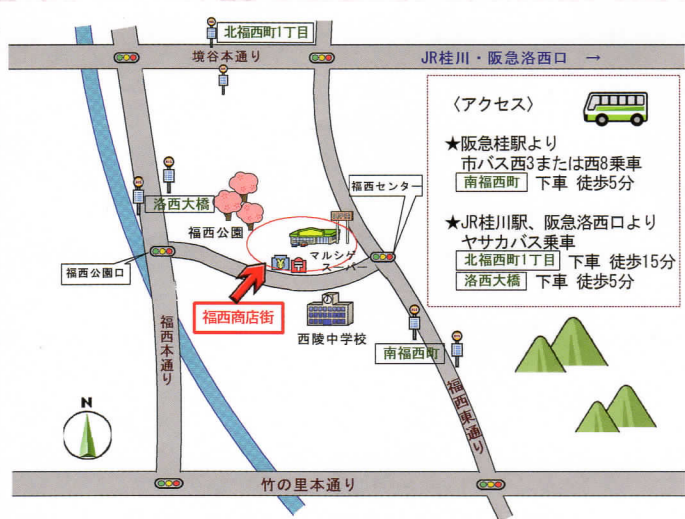 北福西町1丁目
境谷本通り
JR桂川・阪急洛西口 →
〈アクセス〉
★阪急桂駅より
市バス西3または西8乗車
南福西町 下車 徒歩5分
★JR桂川駅、阪急洛西口より
ヤサカバス乗車
北福西町1丁目 下車 徒歩15分
洛西大橋 下車 徒歩5分
福西センター
洛西大橋
福西公園
マルシゲ
スーパー
福西公園口
福西商店街
西陵中学校
南福西町
福西本通り
福西東通り
N
竹の里本通り